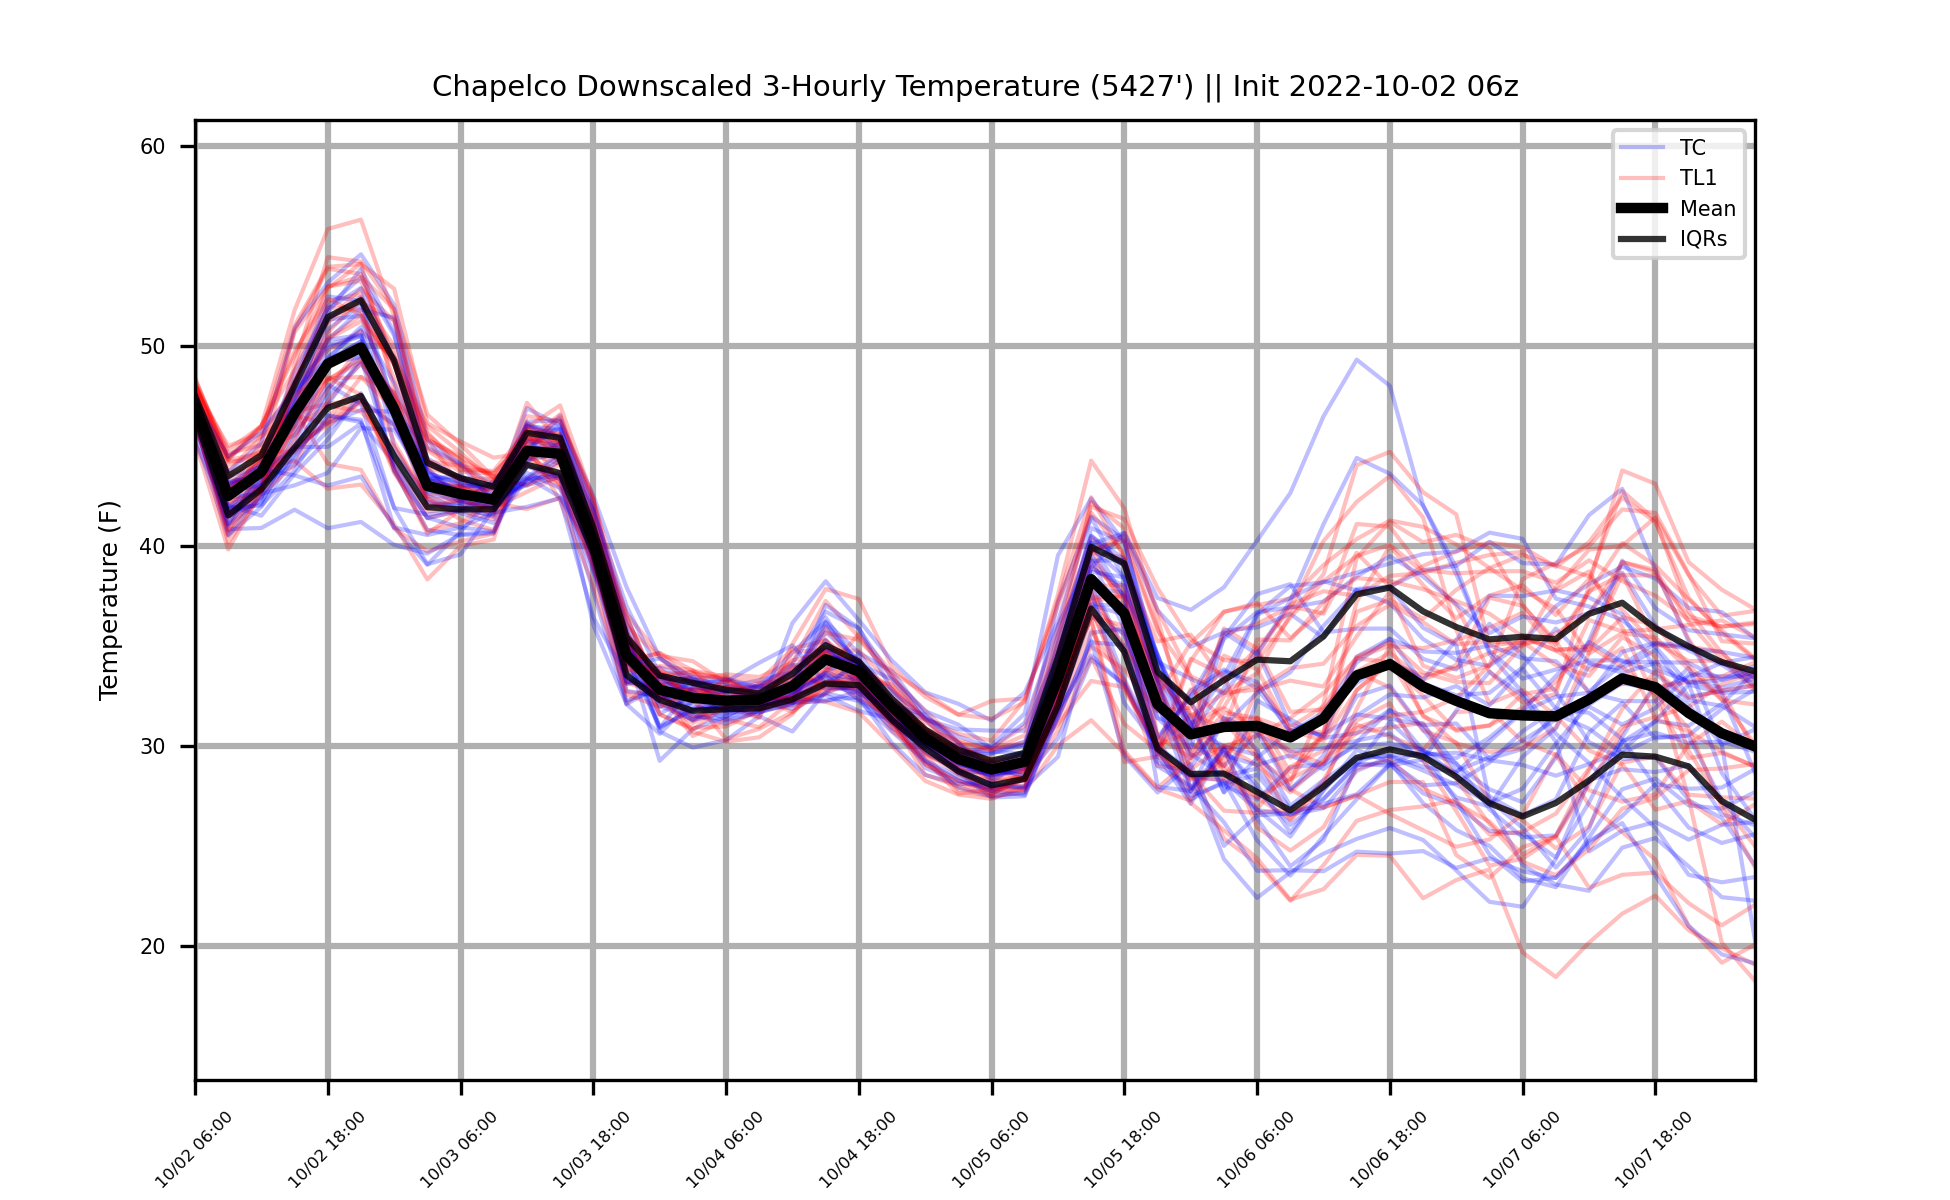 Chapelco Downscaled 3-Hourly Temperature (5427') || Init 2022-10-02 06z
TC
TL1
Mean
IQRs
Temperature (F)
60
50
40
30
20
10/02 06:00
10/02 18:00
10/03 06:00
10/03 18:00
10/04 06:00
10/04 18:00
10/05 06:00
10/05 18:00
10/06 06:00
10/06 18:00
10/07 06:00
10/07 18:00